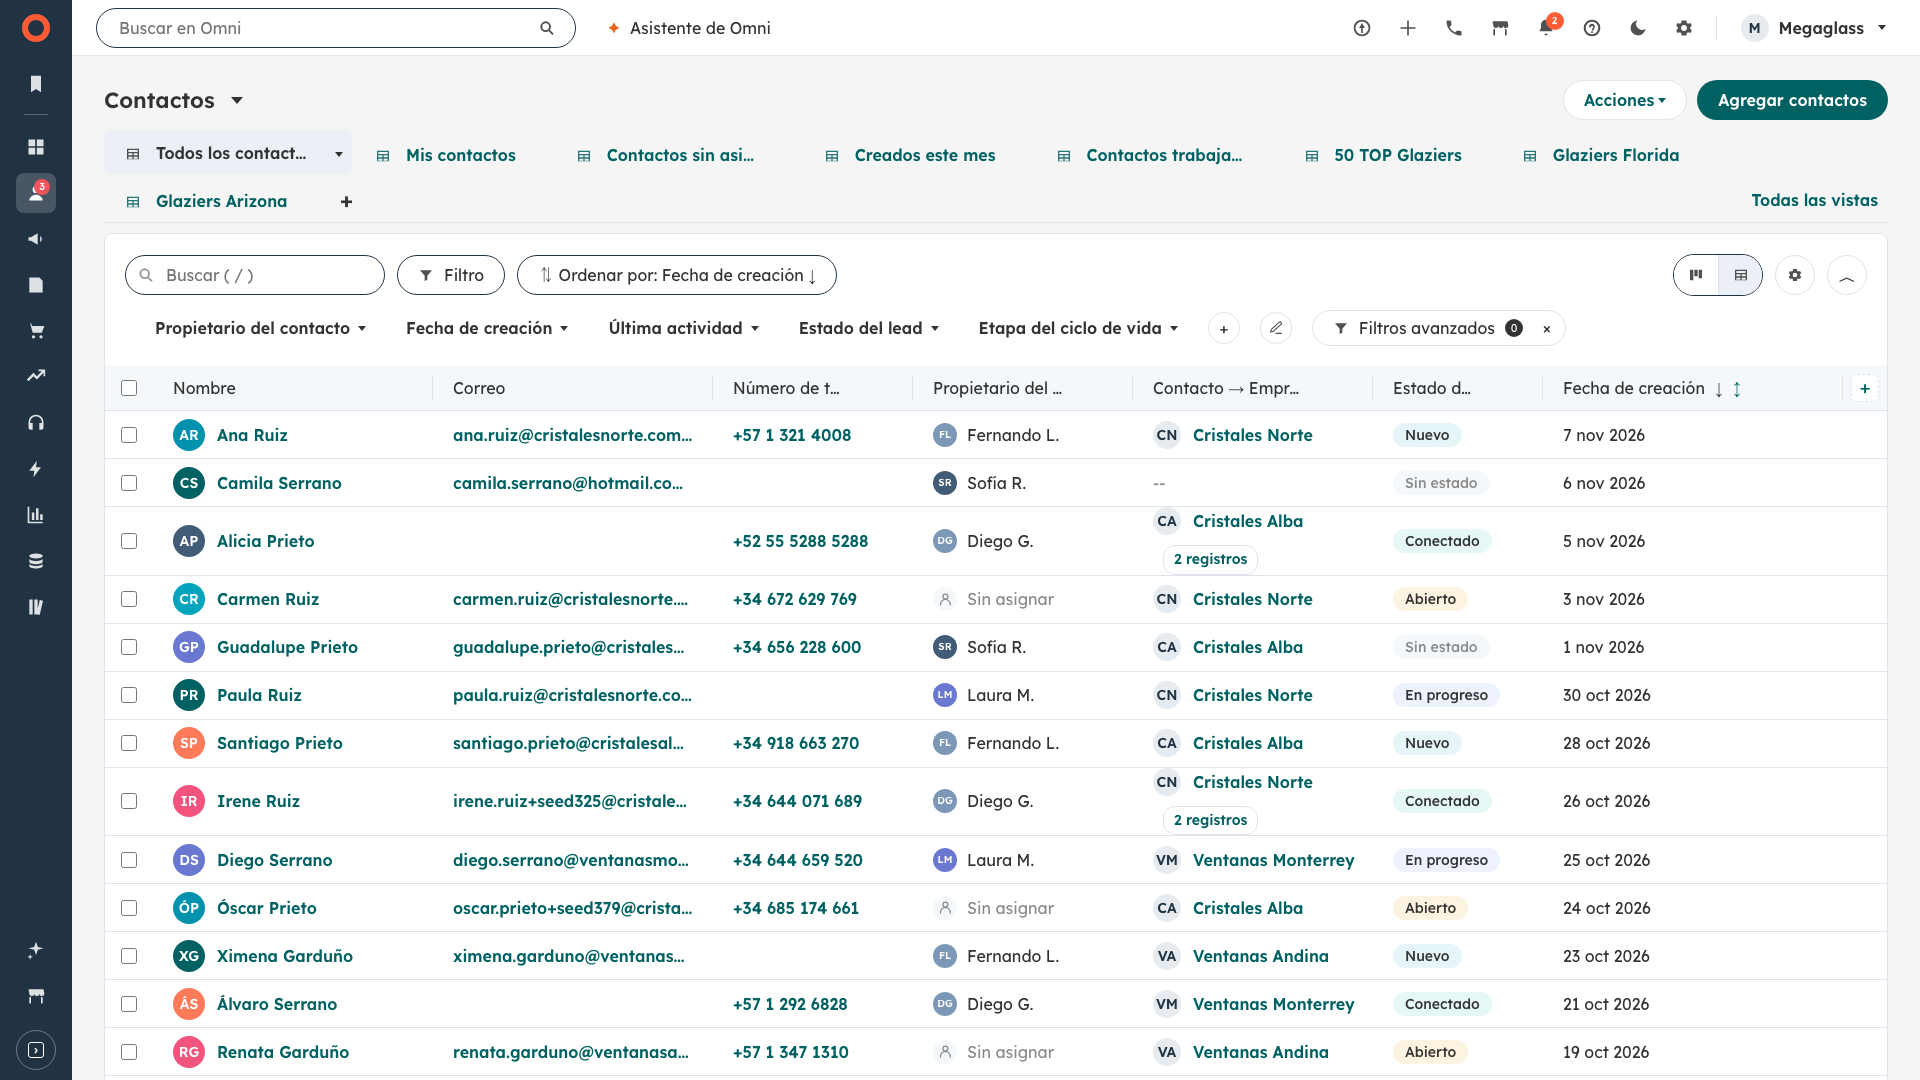 Buscar en Omni
Asistente de Omni
2
M Megaglass
Contactos
Acciones
Agregar contactos
Todos los contact...
Mis contactos
Contactos sin asi...
Creados este mes
Contactos trabaja...
50 TOP Glaziers
Glaziers Florida
3
Glaziers Arizona
+
Todas las vistas
Buscar ( / )
Filtro
Ordenar por: Fecha de creación ↓
Propietario del contacto
Fecha de creación
Última actividad
Estado del lead
Etapa del ciclo de vida
+
Filtros avanzados 0 ×
Nombre Correo Número de t... Propietario del ... Contacto → Empr... Estado d... Fecha de creación ↓ +
AR Ana Ruiz ana.ruiz@cristalesnorte.com... +57 1 321 4008 FL Fernando L. CN Cristales Norte Nuevo 7 nov 2026
CS Camila Serrano camila.serrano@hotmail.co... SR Sofía R. -- Sin estado 6 nov 2026
AP Alicia Prieto +52 55 5288 5288 DG Diego G. CA Cristales Alba 2 registros Conectado 5 nov 2026
CR Carmen Ruiz carmen.ruiz@cristalesnorte.... +34 672 629 769 Sin asignar CN Cristales Norte Abierto 3 nov 2026
GP Guadalupe Prieto guadalupe.prieto@cristales... +34 656 228 600 SR Sofía R. CA Cristales Alba Sin estado 1 nov 2026
PR Paula Ruiz paula.ruiz@cristalesnorte.co... LM Laura M. CN Cristales Norte En progreso 30 oct 2026
SP Santiago Prieto santiago.prieto@cristalesal... +34 918 663 270 FL Fernando L. CA Cristales Alba Nuevo 28 oct 2026
IR Irene Ruiz irene.ruiz+seed325@cristale... +34 644 071 689 DG Diego G. CN Cristales Norte 2 registros Conectado 26 oct 2026
DS Diego Serrano diego.serrano@ventanasmo... +34 644 659 520 LM Laura M. VM Ventanas Monterrey En progreso 25 oct 2026
ÓP Óscar Prieto oscar.prieto+seed379@crista... +34 685 174 661 Sin asignar CA Cristales Alba Abierto 24 oct 2026
XG Ximena Garduño ximena.garduno@ventanas... FL Fernando L. VA Ventanas Andina Nuevo 23 oct 2026
ÁS Álvaro Serrano +57 1 292 6828 DG Diego G. VM Ventanas Monterrey Conectado 21 oct 2026
RG Renata Garduño renata.garduno@ventanasa... +57 1 347 1310 Sin asignar VA Ventanas Andina Abierto 19 oct 2026